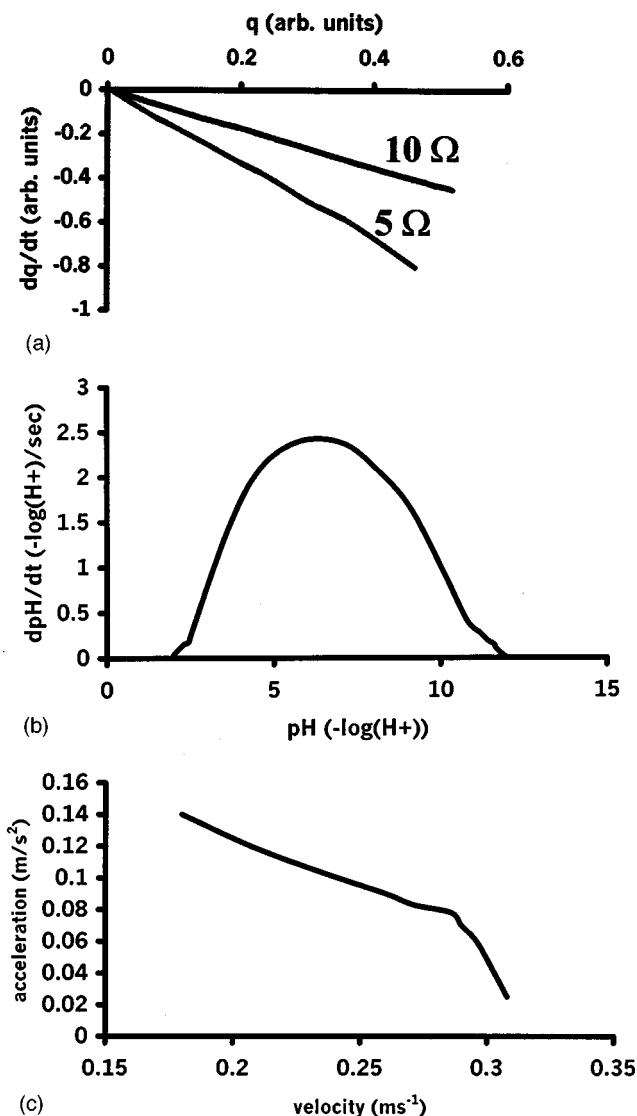 q (arb. units)
0 0.2 0.4 0.6
dq/dt (arb. units)
0
-0.2
-0.4
-0.6
-0.8
-1
10 Ω
5 Ω
(a)
dpH/dt (-log(H+)/sec)
3
2.5
2
1.5
1
0.5
0
0 5 10 15
pH (-log(H+))
(b)
acceleration (m/s²)
0.16
0.14
0.12
0.1
0.08
0.06
0.04
0.02
0
0.15 0.2 0.25 0.3 0.35
velocity (ms⁻¹)
(c)